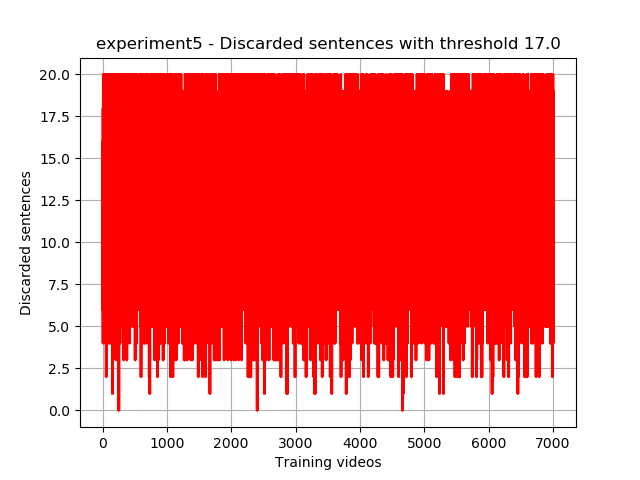 experiment5 - Discarded sentences with threshold 17.0
20.0
17.5
15.0
12.5
10.0
7.5
5.0
2.5
0.0
Discarded sentences
0 1000 2000 3000 4000 5000 6000 7000
Training videos